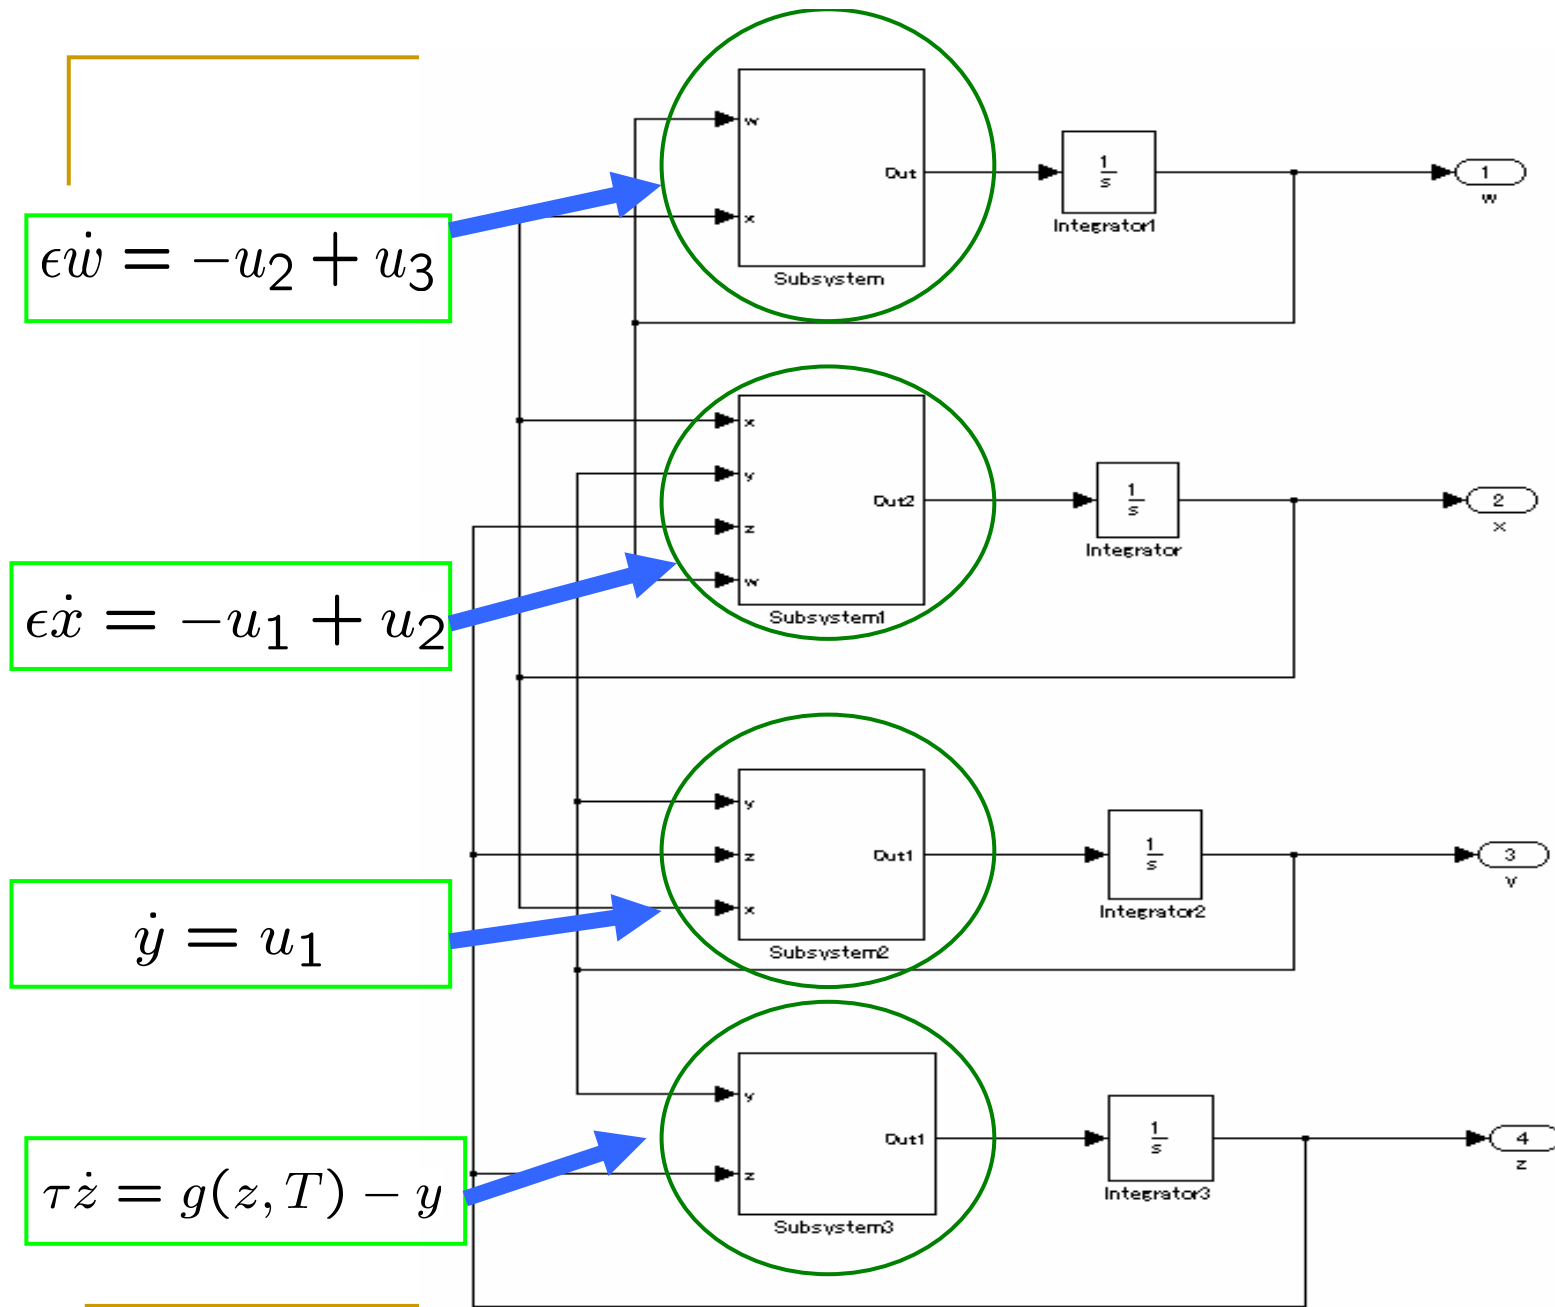 w
Out
x
Subsystem
1
s
Integrator1
1
w
ϵẇ = −u₂ + u₃
x
y
Out2
z
w
Subsystem1
1
s
Integrator
2
x
ϵẋ = −u₁ + u₂
y
z
Out1
x
Subsystem2
1
s
Integrator2
3
y
ẏ = u₁
y
Out1
z
Subsystem3
1
s
Integrator3
4
z
τż = g(z, T) − y